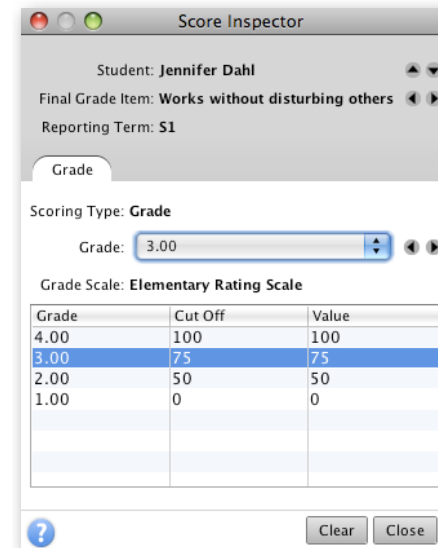 Score Inspector
Student: Jennifer Dahl
Final Grade Item: Works without disturbing others
Reporting Term: S1
Grade
Scoring Type: Grade
Grade: 3.00
Grade Scale: Elementary Rating Scale
Grade Cut Off Value
4.00 100 100
3.00 75 75
2.00 50 50
1.00 0 0
? Clear Close